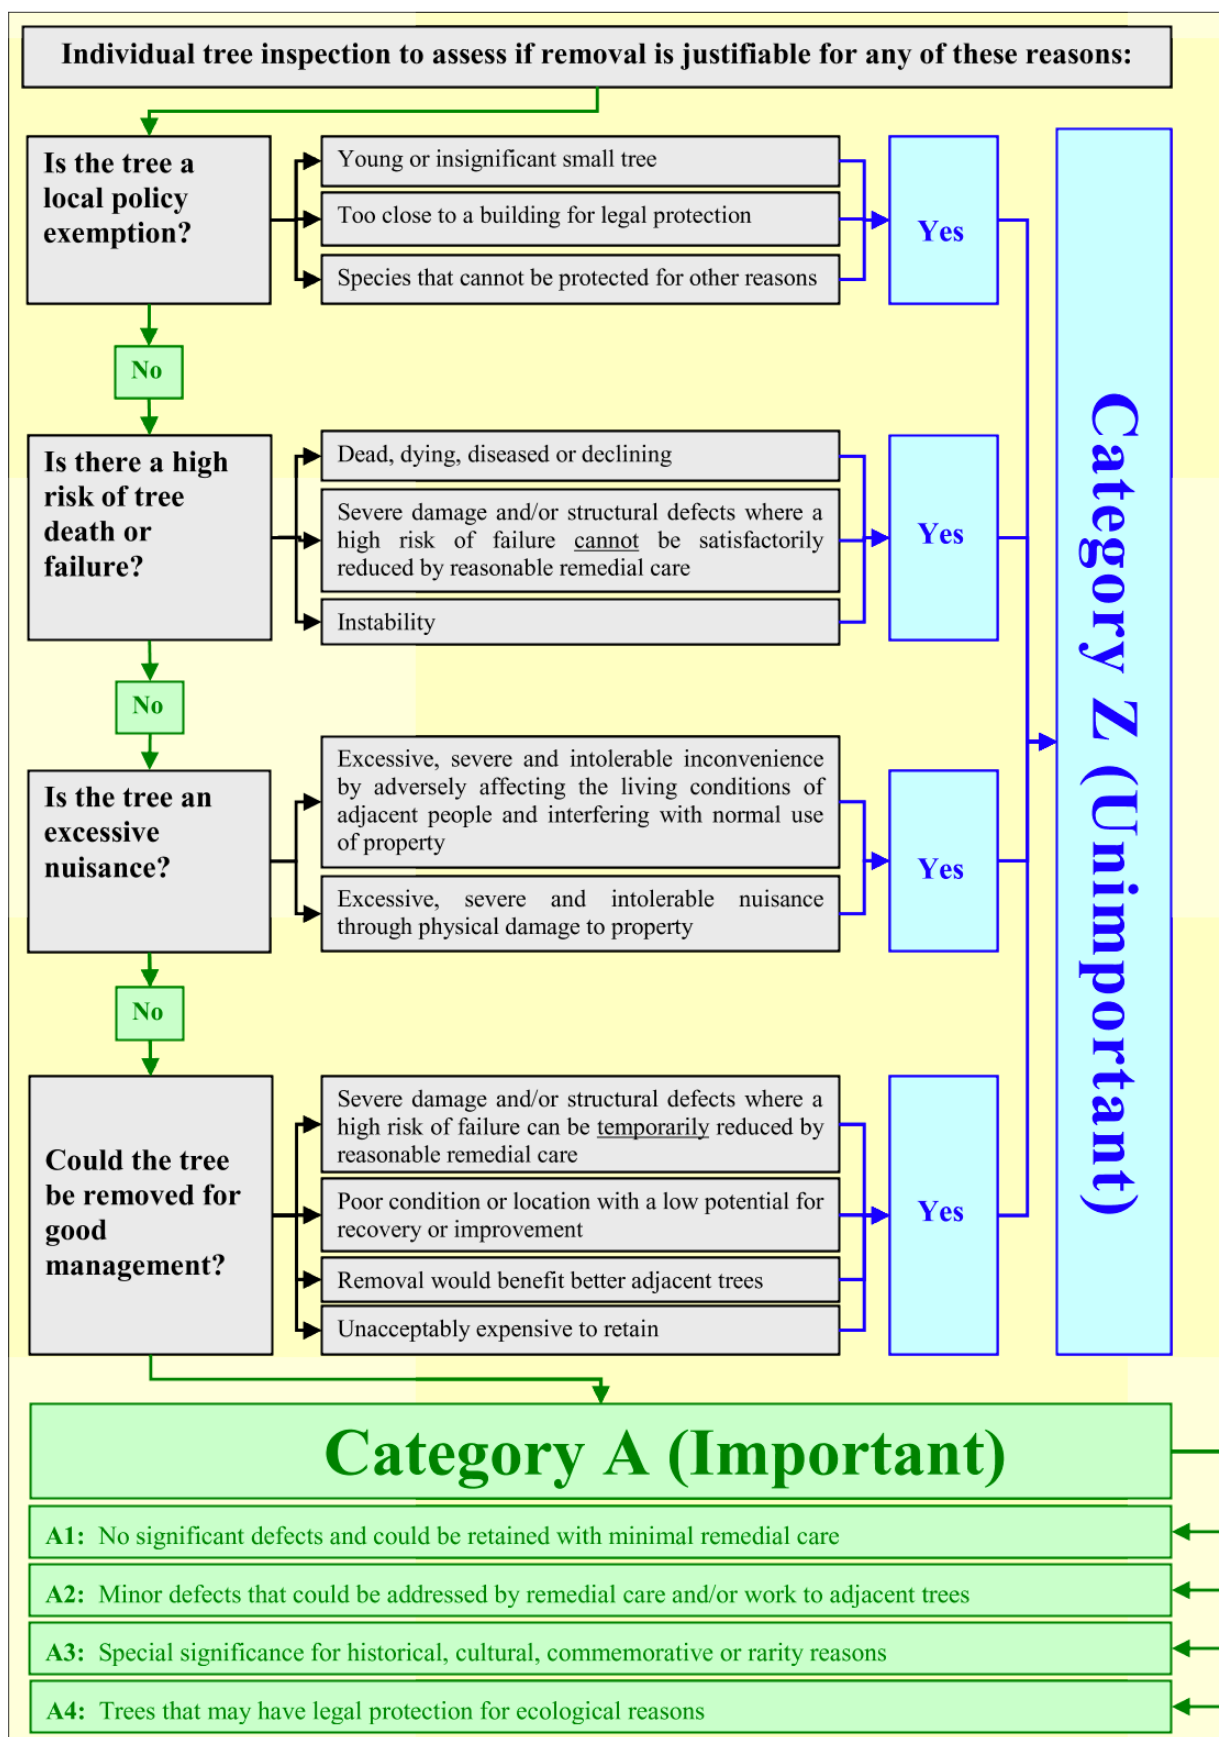 Individual tree inspection to assess if removal is justifiable for any of these reasons:
Is the tree a
local policy
exemption?
Young or insignificant small tree
Too close to a building for legal protection
Species that cannot be protected for other reasons
Yes
No
Is there a high
risk of tree
death or
failure?
Dead, dying, diseased or declining
Severe damage and/or structural defects where a
high risk of failure cannot be satisfactorily
reduced by reasonable remedial care
Instability
Yes
No
Is the tree an
excessive
nuisance?
Excessive, severe and intolerable inconvenience
by adversely affecting the living conditions of
adjacent people and interfering with normal use
of property
Excessive, severe and intolerable nuisance
through physical damage to property
Yes
No
Could the tree
be removed for
good
management?
Severe damage and/or structural defects where a
high risk of failure can be temporarily reduced by
reasonable remedial care
Poor condition or location with a low potential for
recovery or improvement
Removal would benefit better adjacent trees
Unacceptably expensive to retain
Yes
Category Z (Unimportant)
Category A (Important)
A1: No significant defects and could be retained with minimal remedial care
A2: Minor defects that could be addressed by remedial care and/or work to adjacent trees
A3: Special significance for historical, cultural, commemorative or rarity reasons
A4: Trees that may have legal protection for ecological reasons